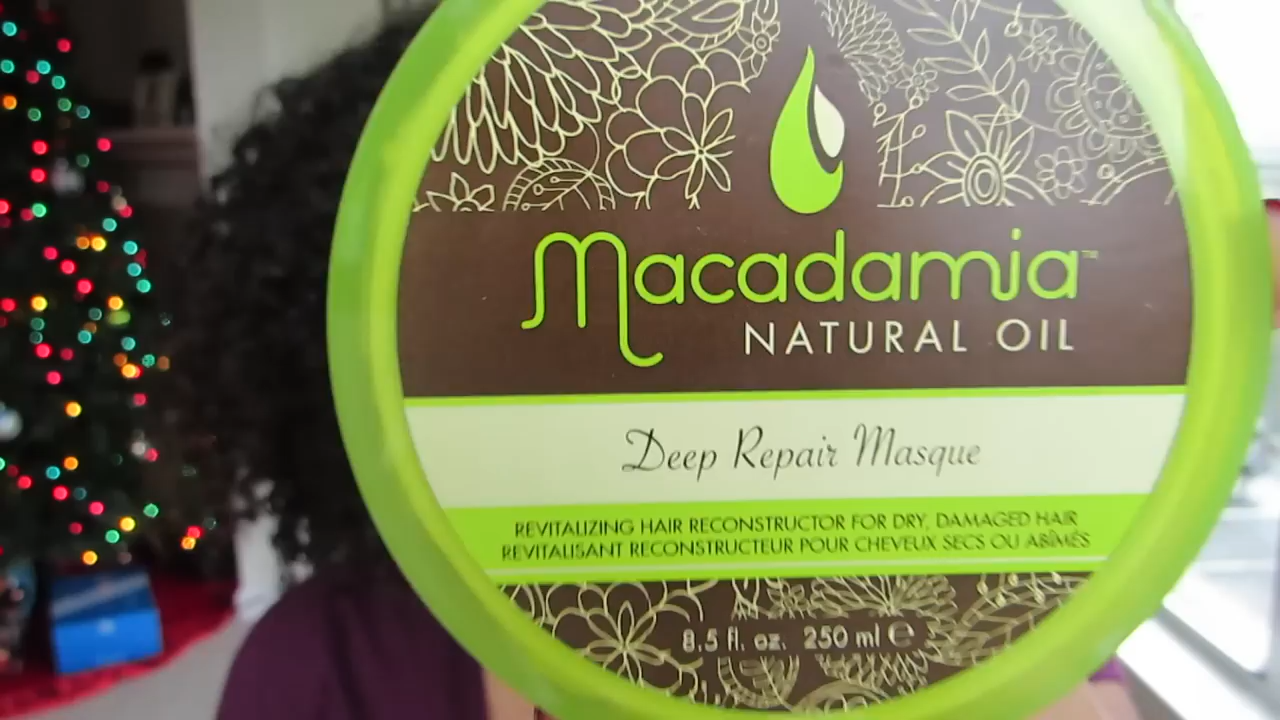 Macadamia™
NATURAL OIL
Deep Repair Masque
REVITALIZING HAIR RECONSTRUCTOR FOR DRY, DAMAGED HAIR
REVITALISANT RECONSTRUCTEUR POUR CHEVEUX SECS OU ABÎMÉS
8.5 fl. oz. 250 ml ℮